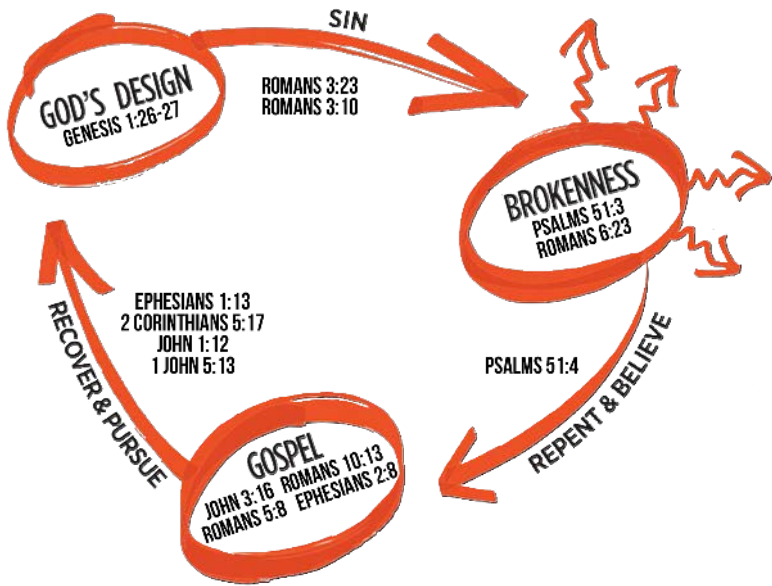 SIN
GOD'S DESIGN
GENESIS 1:26-27
ROMANS 3:23
ROMANS 3:10
BROKENNESS
PSALMS 51:3
ROMANS 6:23
REPENT & BELIEVE
PSALMS 51:4
GOSPEL
JOHN 3:16 ROMANS 10:13
ROMANS 5:8 EPHESIANS 2:8
RECOVER & PURSUE
EPHESIANS 1:13
2 CORINTHIANS 5:17
JOHN 1:12
1 JOHN 5:13